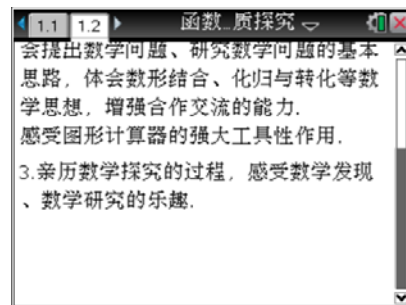 1.1 1.2 函数…质探究
会提出数学问题、研究数学问题的基本
思路，体会数形结合、化归与转化等数
学思想，增强合作交流的能力.
感受图形计算器的强大工具性作用.
3.亲历数学探究的过程，感受数学发现
、数学研究的乐趣.